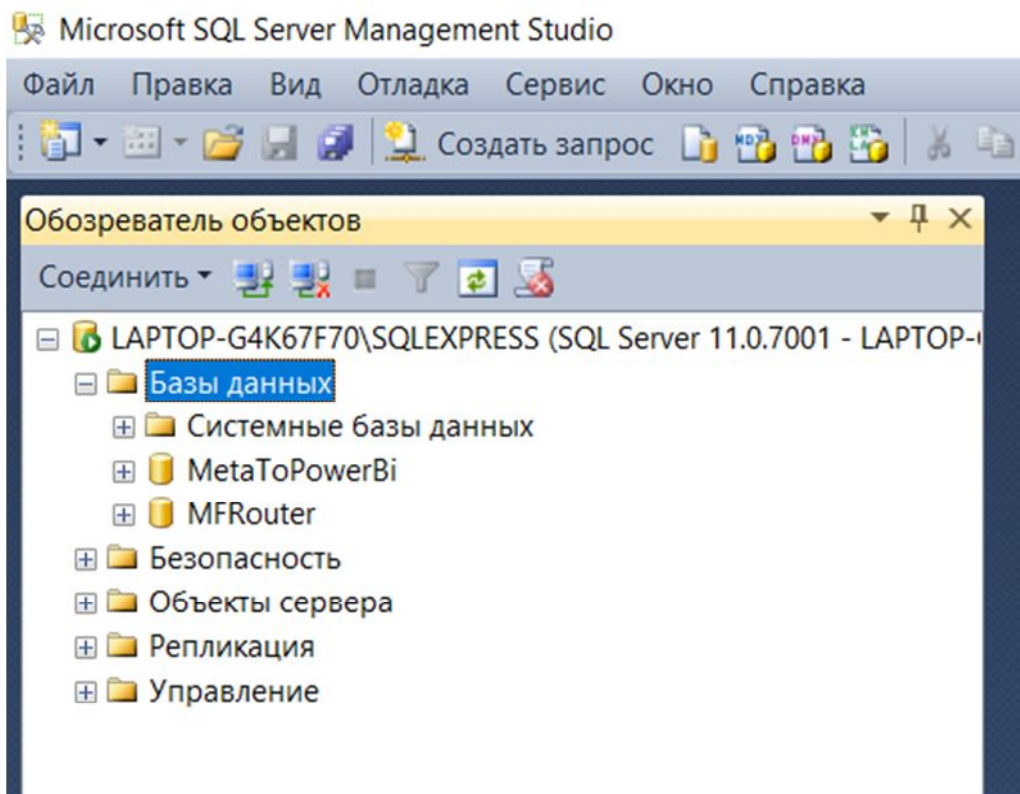 Microsoft SQL Server Management Studio
Файл Правка Вид Отладка Сервис Окно Справка
Создать запрос
Обозреватель объектов
Соединить
LAPTOP-G4K67F70\SQLEXPRESS (SQL Server 11.0.7001 - LAPTOP-
Базы данных
Системные базы данных
MetaToPowerBi
MFRouter
Безопасность
Объекты сервера
Репликация
Управление